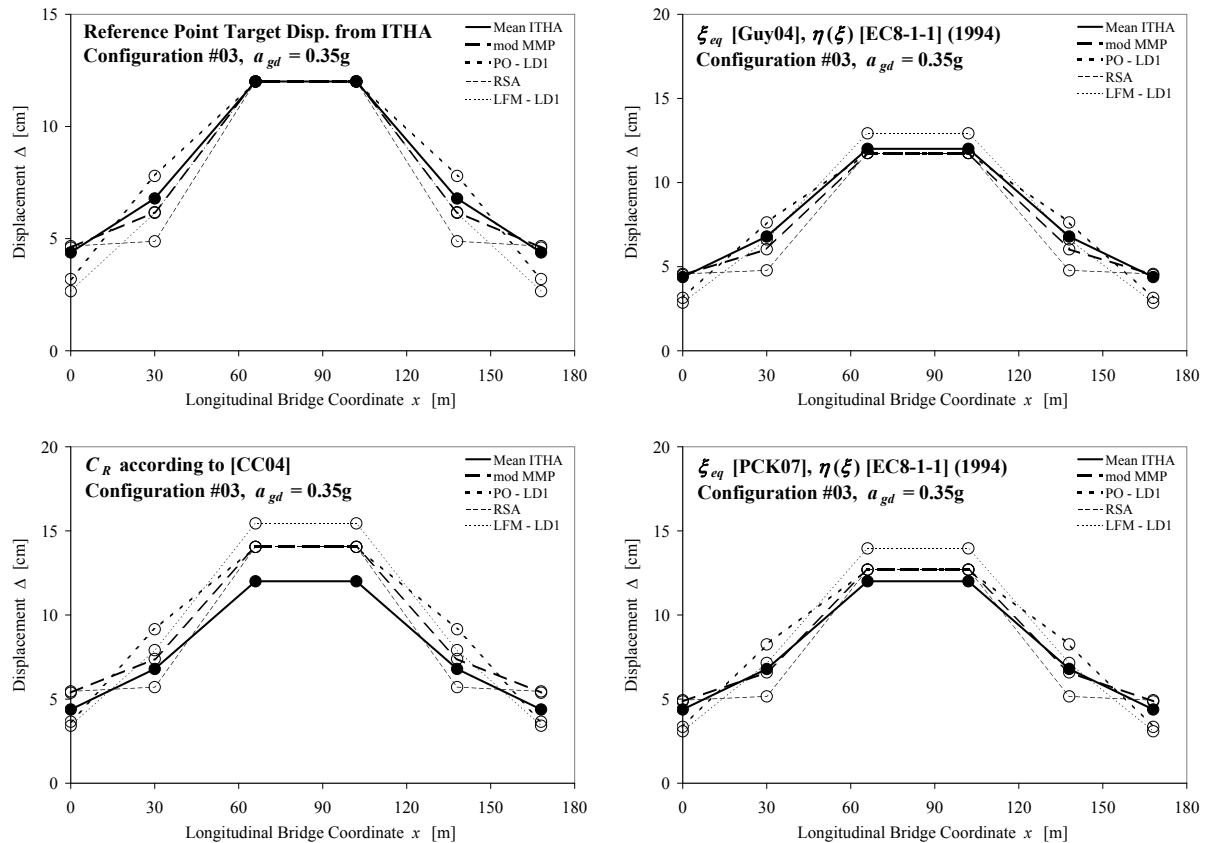 Reference Point Target Disp. from ITHA
Configuration #03, a gd = 0.35g
Mean ITHA
mod MMP
PO - LD1
RSA
LFM - LD1
15
10
5
0
Displacement Δ [cm]
0 30 60 90 120 150 180
Longitudinal Bridge Coordinate x [m]
ξ eq [Guy04], η(ξ) [EC8-1-1] (1994)
Configuration #03, a gd = 0.35g
Mean ITHA
mod MMP
PO - LD1
RSA
LFM - LD1
20
15
10
5
0
Displacement Δ [cm]
0 30 60 90 120 150 180
Longitudinal Bridge Coordinate x [m]
C R according to [CC04]
Configuration #03, a gd = 0.35g
Mean ITHA
mod MMP
PO - LD1
RSA
LFM - LD1
20
15
10
5
0
Displacement Δ [cm]
0 30 60 90 120 150 180
Longitudinal Bridge Coordinate x [m]
ξ eq [PCK07], η(ξ) [EC8-1-1] (1994)
Configuration #03, a gd = 0.35g
Mean ITHA
mod MMP
PO - LD1
RSA
LFM - LD1
20
15
10
5
0
Displacement Δ [cm]
0 30 60 90 120 150 180
Longitudinal Bridge Coordinate x [m]